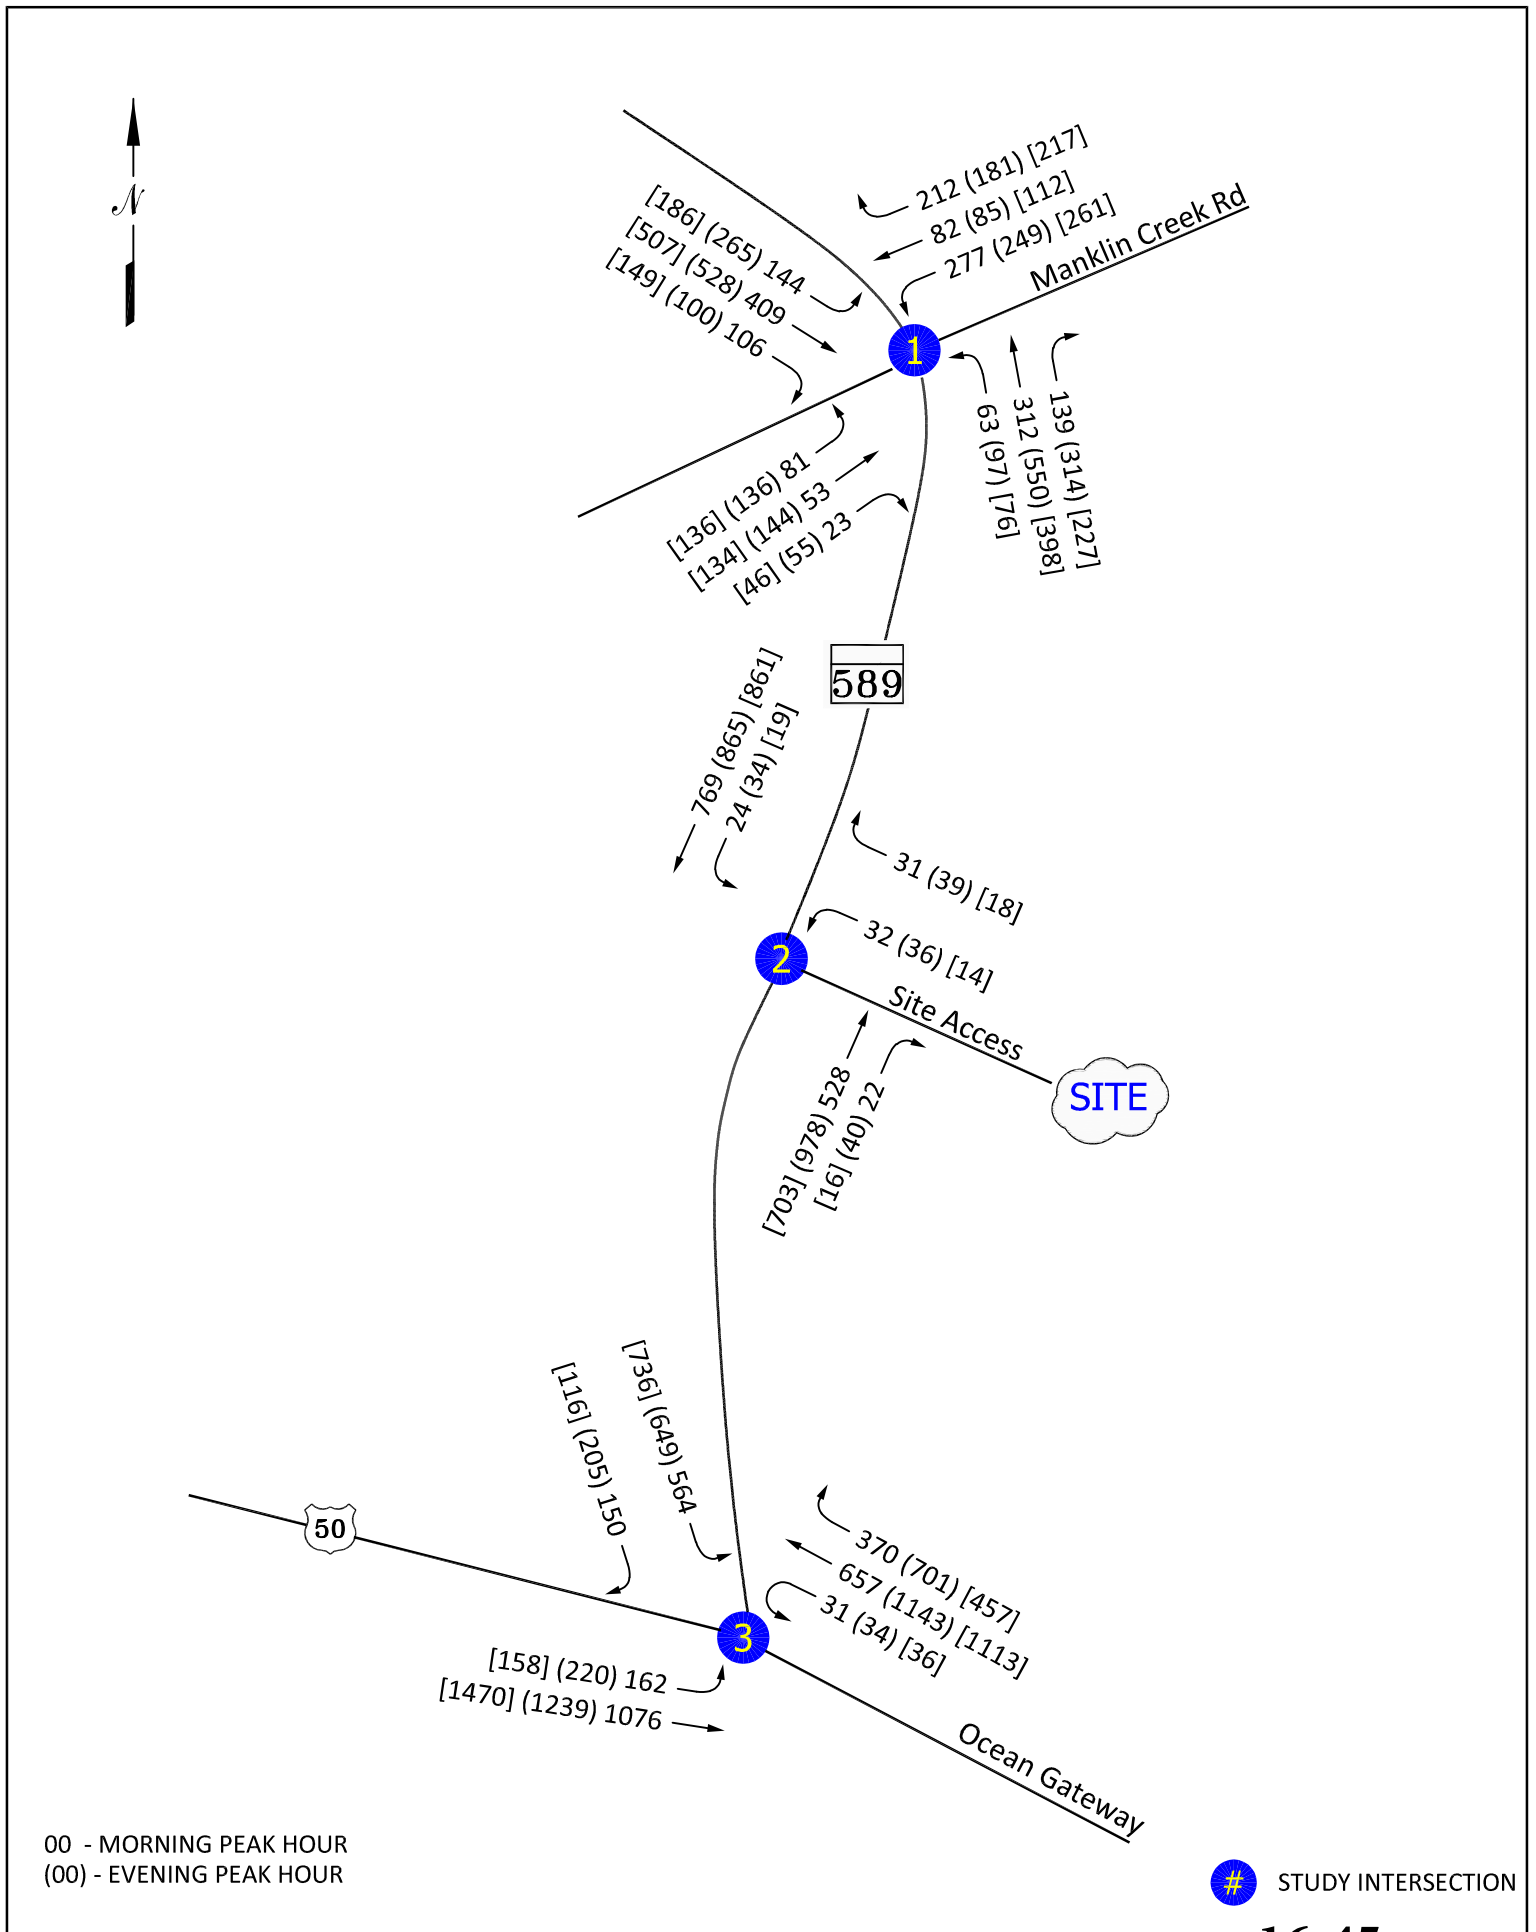 N
212 (181) [217]
82 (85) [112]
277 (249) [261]
Manklin Creek Rd
[186] (265) 144
[507] (528) 409
[149] (100) 106
1
63 (97) [76]
312 (550) [398]
139 (314) [227]
[136] (136) 81
[134] (144) 53
[46] (55) 23
589
769 (865) [861]
24 (34) [19]
31 (39) [18]
32 (36) [14]
2
Site Access
SITE
[703] (978) 528
[16] (40) 22
[116] (205) 150
[736] (649) 564
50
370 (701) [457]
657 (1143) [1113]
31 (34) [36]
3
[158] (220) 162
[1470] (1239) 1076
Ocean Gateway
00 - MORNING PEAK HOUR
(00) - EVENING PEAK HOUR
# STUDY INTERSECTION